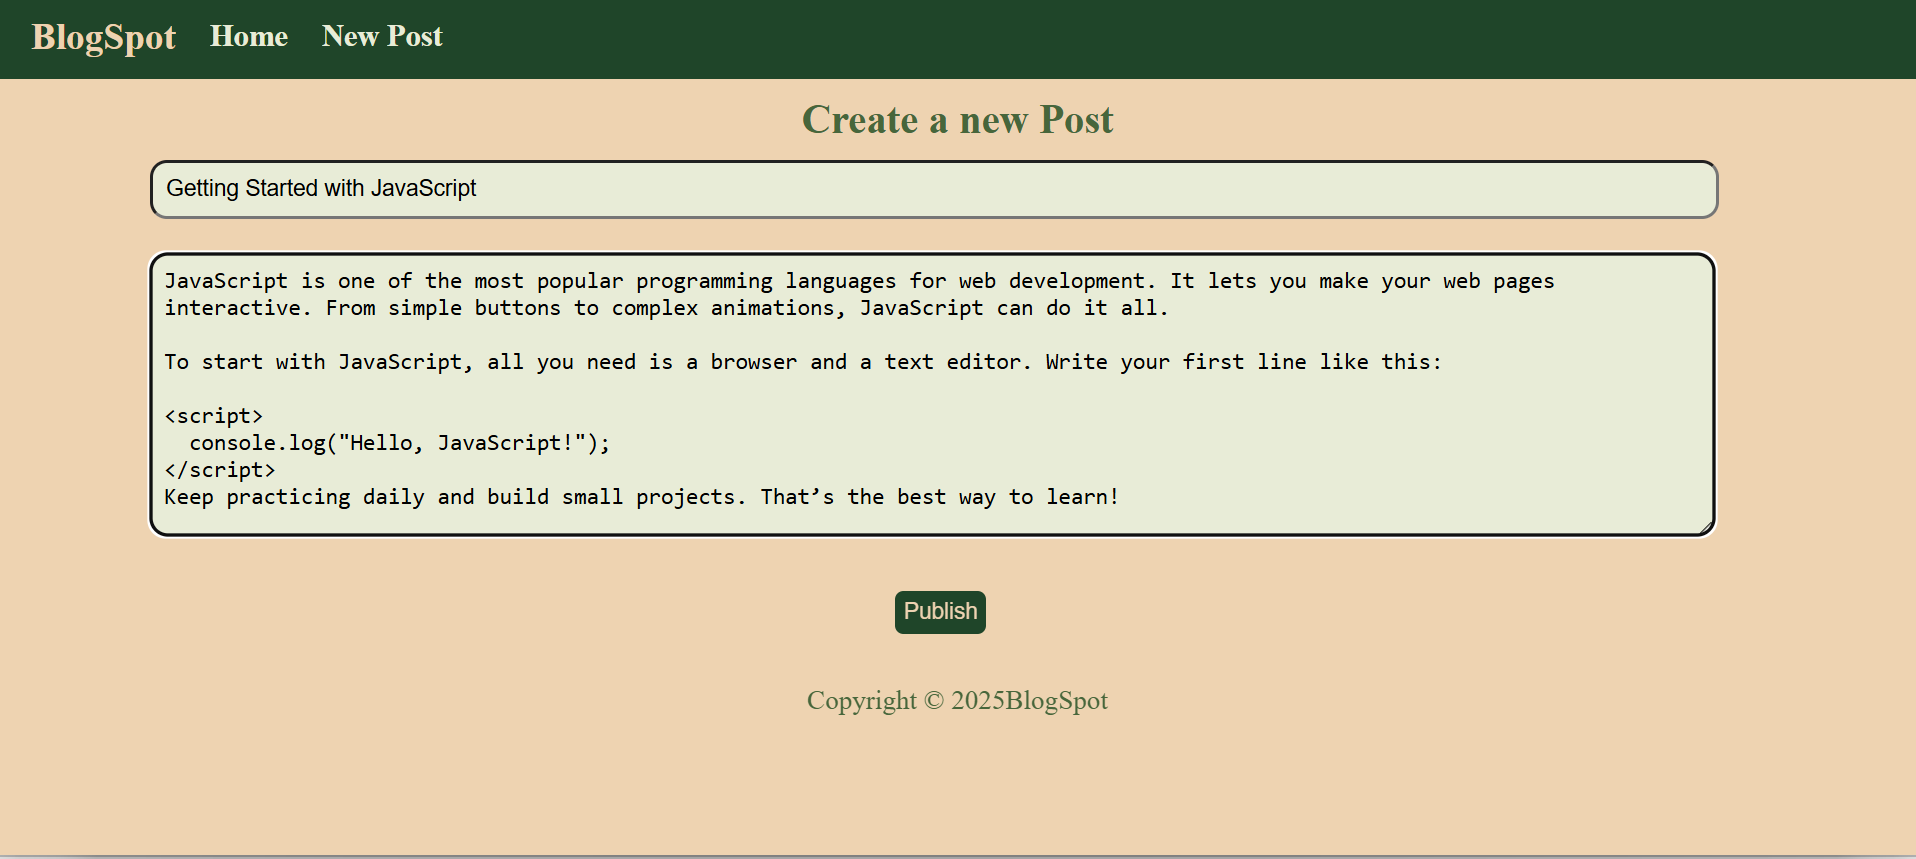 BlogSpot Home New Post
Create a new Post
Getting Started with JavaScript
JavaScript is one of the most popular programming languages for web development. It lets you make your web pages
interactive. From simple buttons to complex animations, JavaScript can do it all.
To start with JavaScript, all you need is a browser and a text editor. Write your first line like this:
<script>
  console.log("Hello, JavaScript!");
</script>
Keep practicing daily and build small projects. That’s the best way to learn!
Publish
Copyright © 2025BlogSpot